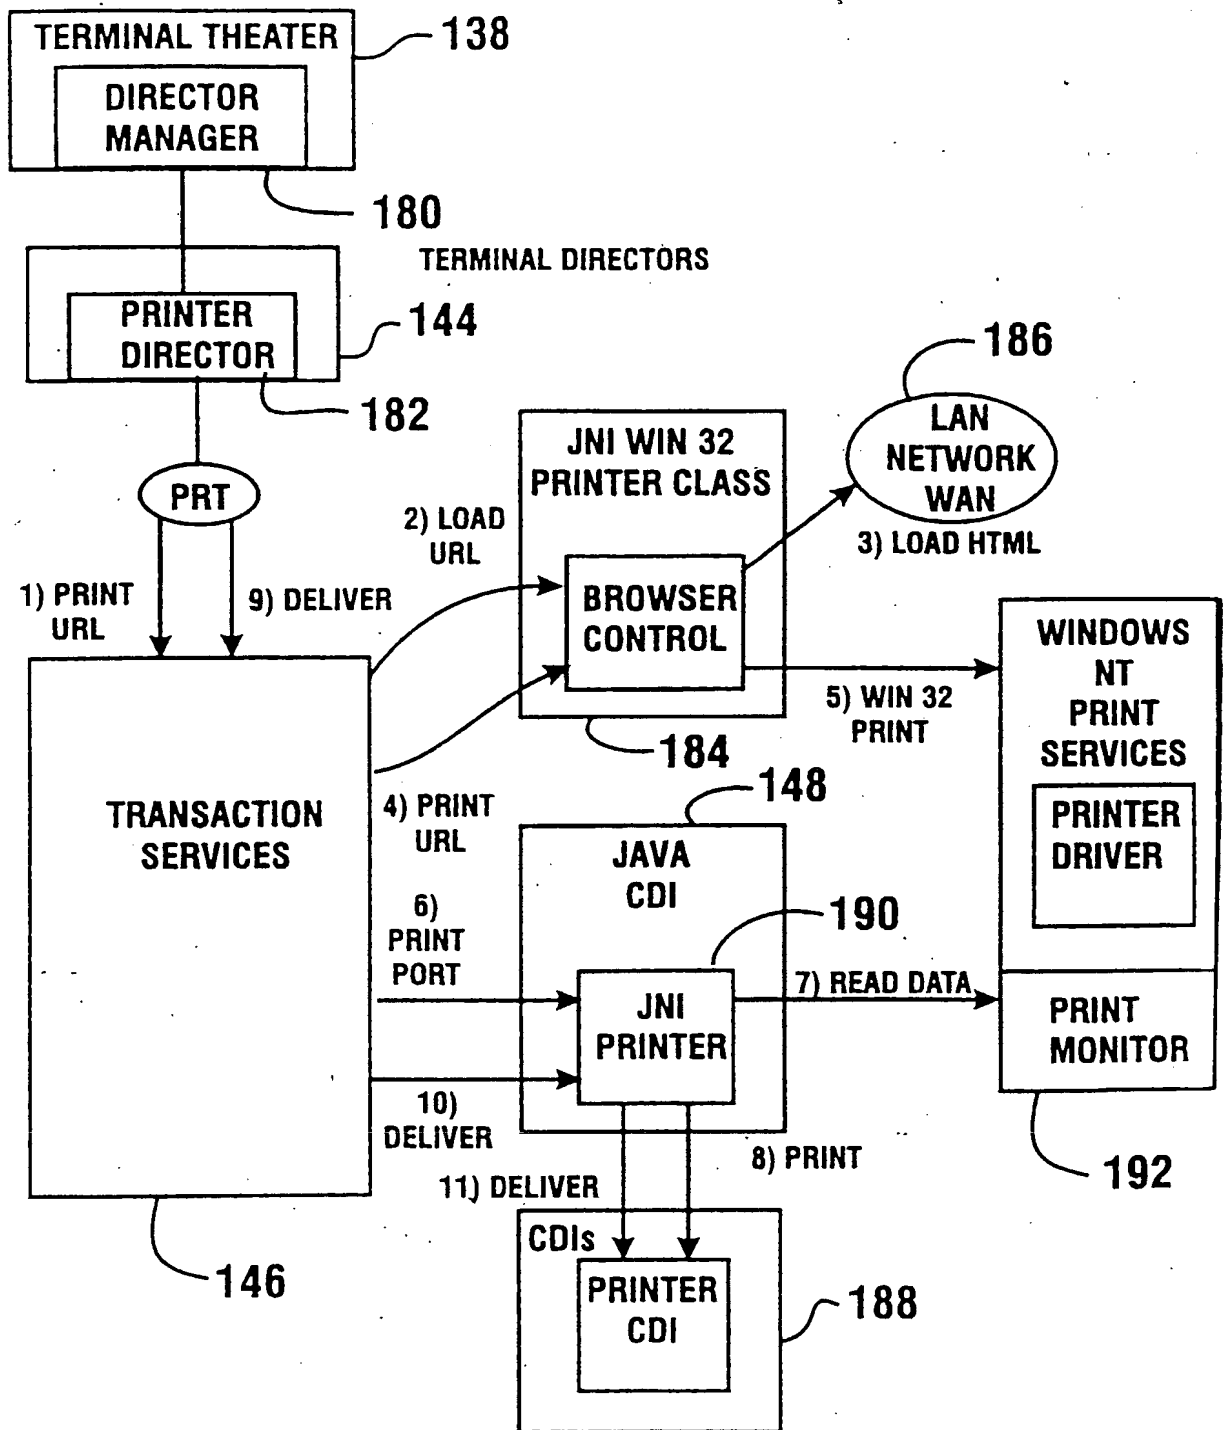 TERMINAL THEATER
138
DIRECTOR
MANAGER
180
TERMINAL DIRECTORS
PRINTER
DIRECTOR
144
182
186
LAN
NETWORK
WAN
JNI WIN 32
PRINTER CLASS
PRT
2) LOAD
URL
3) LOAD HTML
1) PRINT
URL
9) DELIVER
BROWSER
CONTROL
WINDOWS
NT
PRINT
SERVICES
5) WIN 32
PRINT
184
148
TRANSACTION
SERVICES
4) PRINT
URL
PRINTER
DRIVER
JAVA
CDI
6)
PRINT
PORT
190
7) READ DATA
JNI
PRINTER
PRINT
MONITOR
10)
DELIVER
8) PRINT
192
11) DELIVER
CDIs
146
PRINTER
CDI
188